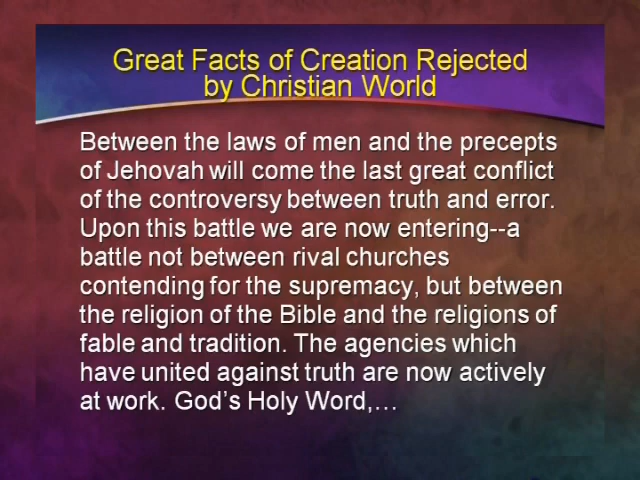 Great Facts of Creation Rejected
by Christian World
Between the laws of men and the precepts
of Jehovah will come the last great conflict
of the controversy between truth and error.
Upon this battle we are now entering--a
battle not between rival churches
contending for the supremacy, but between
the religion of the Bible and the religions of
fable and tradition. The agencies which
have united against truth are now actively
at work. God’s Holy Word,…